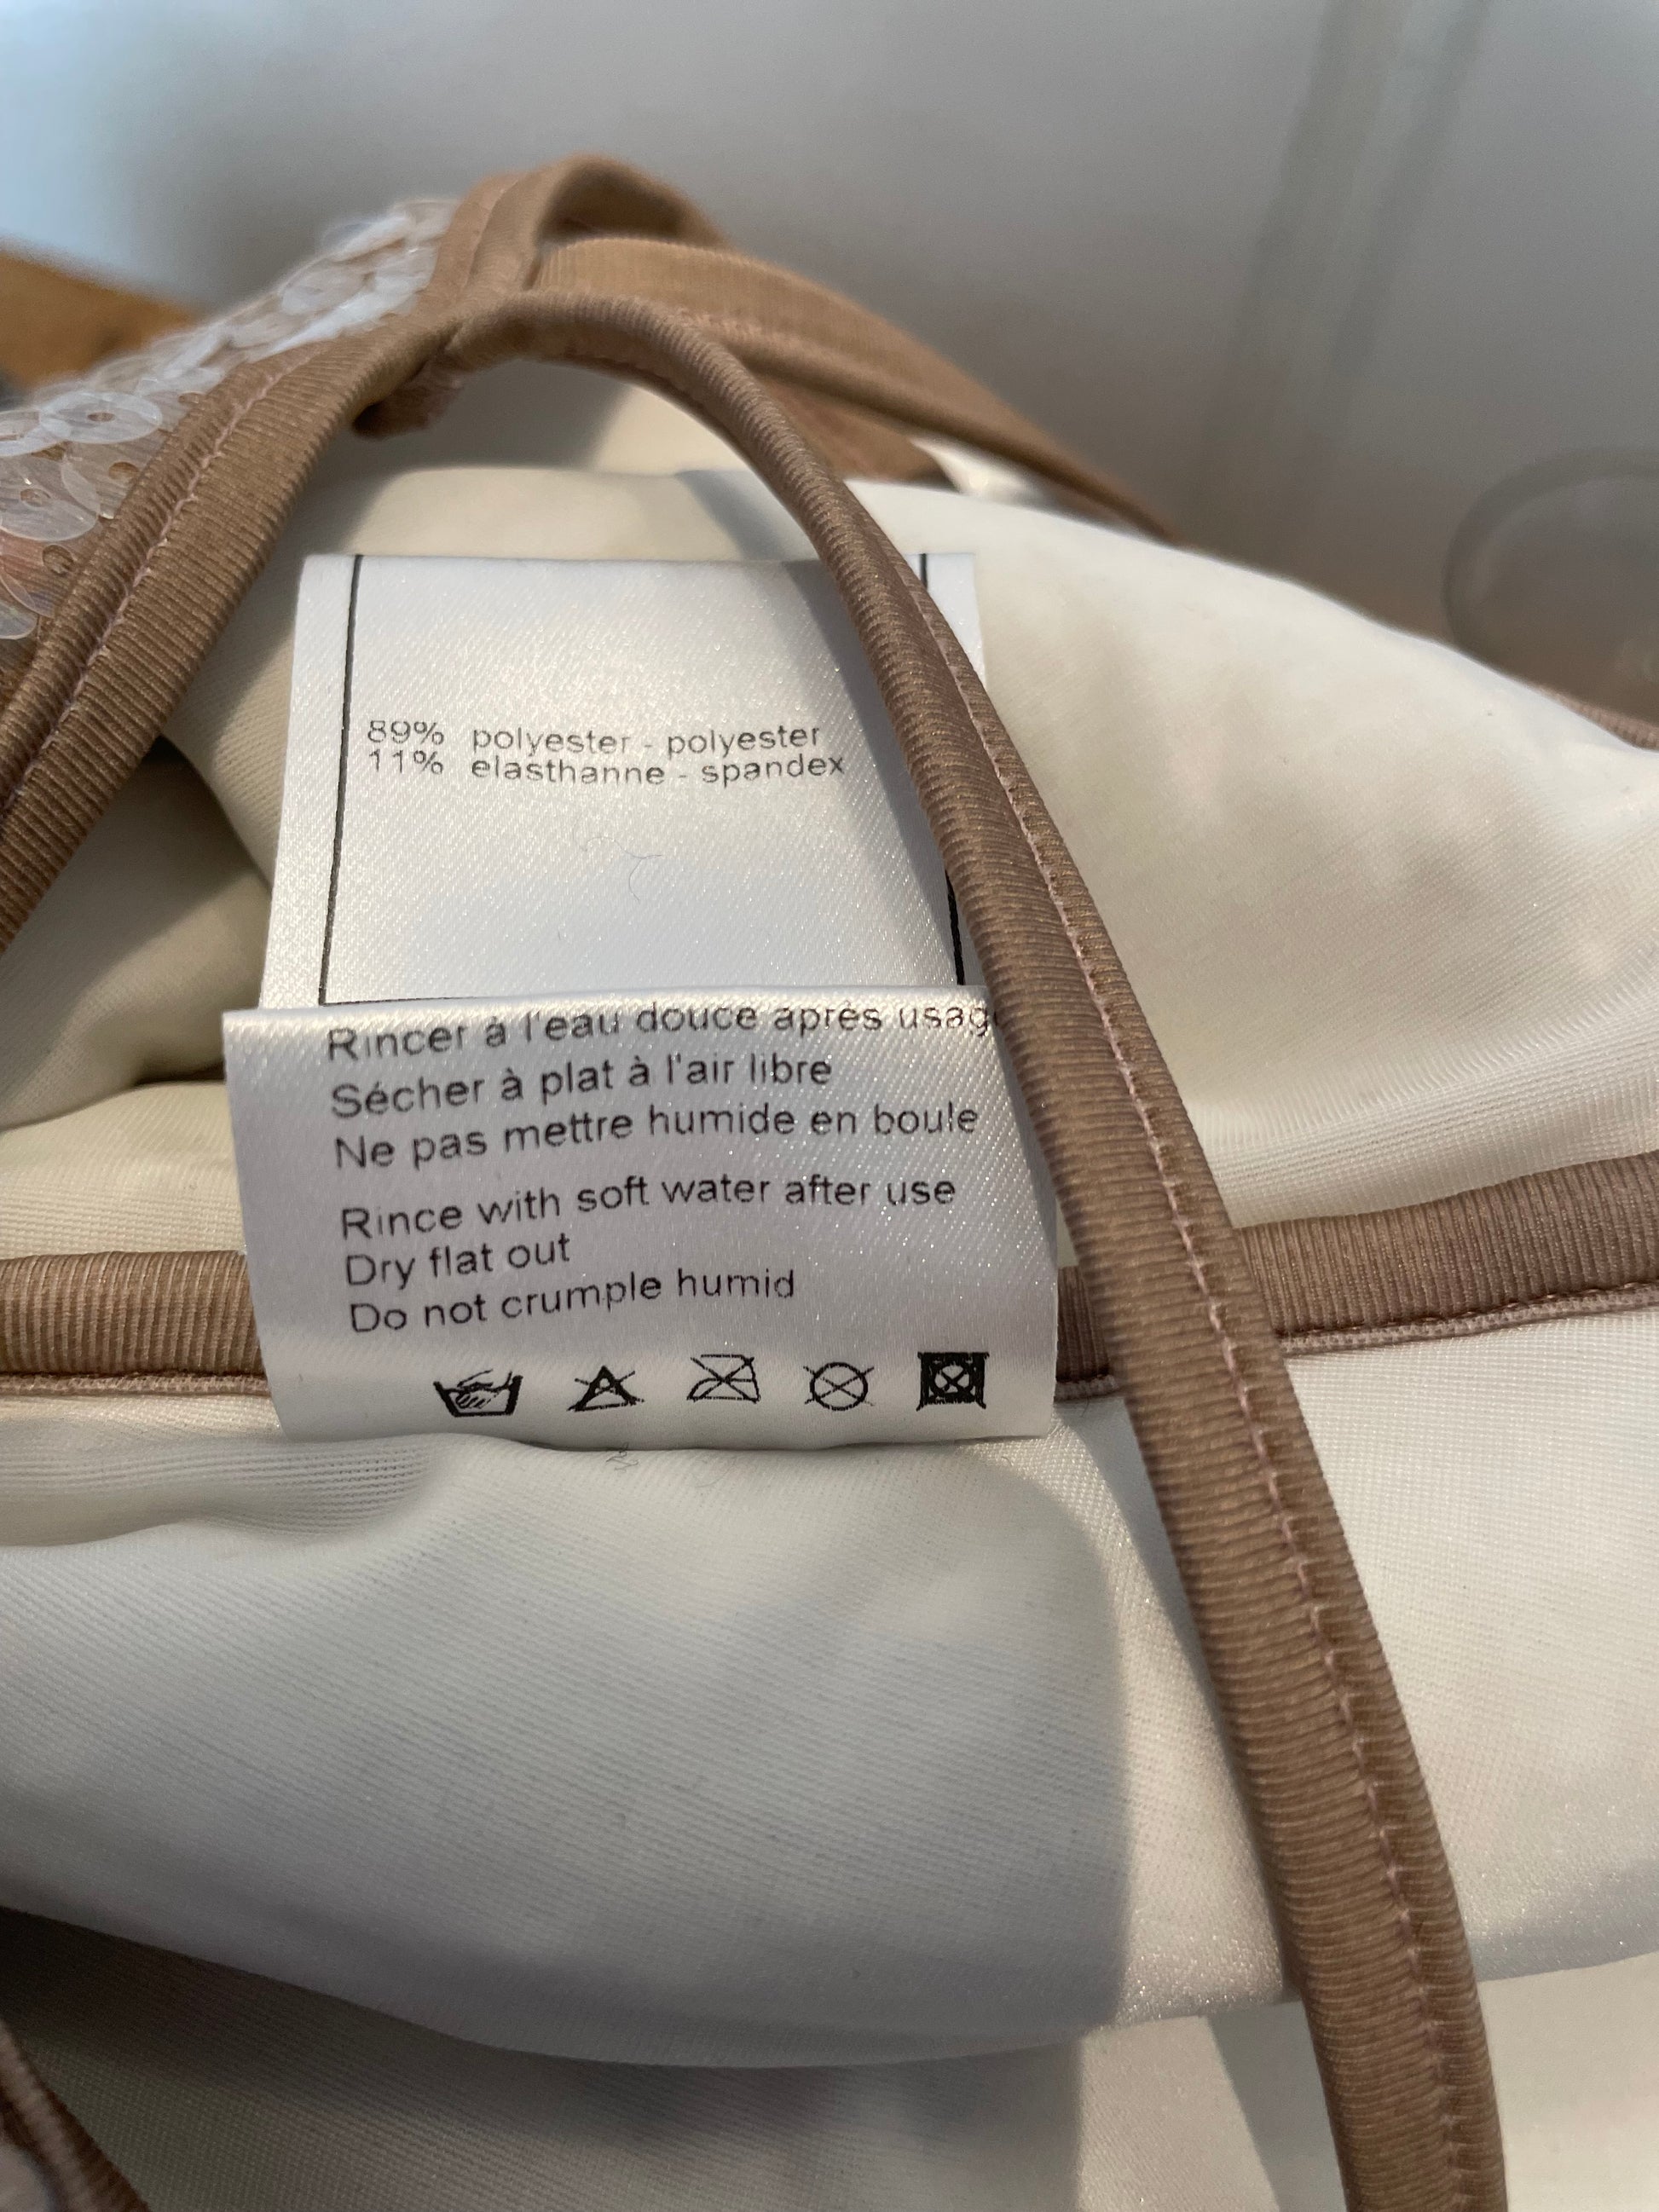 89% polyester - polyester
11% elasthanne - spandex
Rincer à l'eau douce après
Sécher à plat à l'air libre
Ne pas mettre humide en boule
Rince with soft water after use
Dry flat out
Do not crumple humid